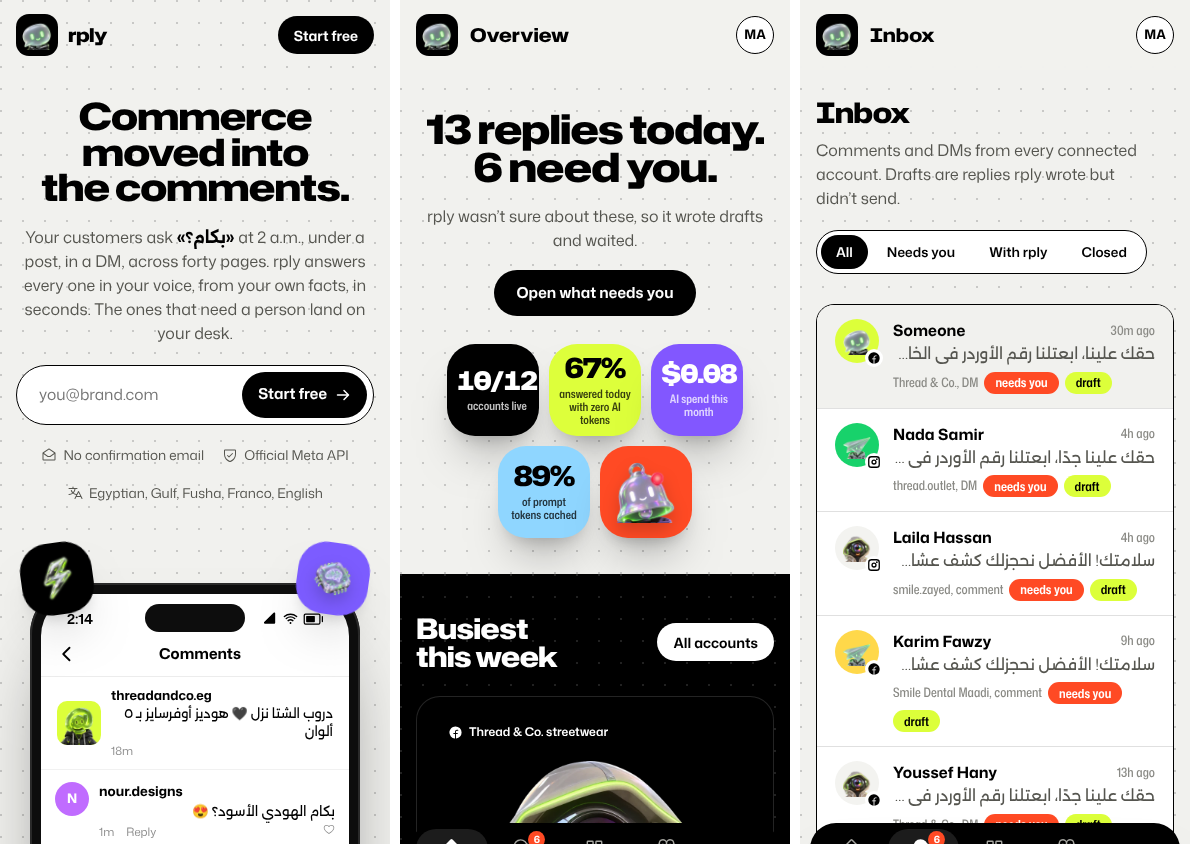 rply
Start free
Commerce
moved into
the comments.
Your customers ask «بكام؟» at 2 a.m., under a
post, in a DM, across forty pages. rply answers
every one in your voice, from your own facts, in
seconds. The ones that need a person land on
your desk.
you@brand.com
Start free
No confirmation email
Official Meta API
Egyptian, Gulf, Fusha, Franco, English
2:14
Comments
threadandco.eg
دروب الشتا نزل 🖤 هوديز أوفرسايز بـ ٥
ألوان
18m
N
nour.designs
بكام الهودي الأسود؟ 😍
1m Reply
Overview
MA
13 replies today.
6 need you.
rply wasn't sure about these, so it wrote drafts
and waited.
Open what needs you
10/12
accounts live
67%
answered today
with zero AI
tokens
$0.08
AI spend this
month
89%
of prompt
tokens cached
Busiest
this week
All accounts
Thread & Co. streetwear
6
Inbox
MA
Inbox
Comments and DMs from every connected
account. Drafts are replies rply wrote but
didn't send.
All
Needs you
With rply
Closed
Someone
30m ago
حقك علينا، ابعتلنا رقم الأوردر في الخا...
Thread & Co., DM
needs you
draft
Nada Samir
4h ago
حقك علينا جدًا، ابعتلنا رقم الأوردر في ...
thread.outlet, DM
needs you
draft
Laila Hassan
4h ago
سلامتك! الأفضل نحجزلك كشف عشا...
smile.zayed, comment
needs you
draft
Karim Fawzy
9h ago
سلامتك! الأفضل نحجزلك كشف عشا...
Smile Dental Maadi, comment
needs you
draft
Youssef Hany
13h ago
حقك علينا جدًا، ابعتلنا رقم الأوردر في ...
Thread & Co., DM
needs you
draft
6